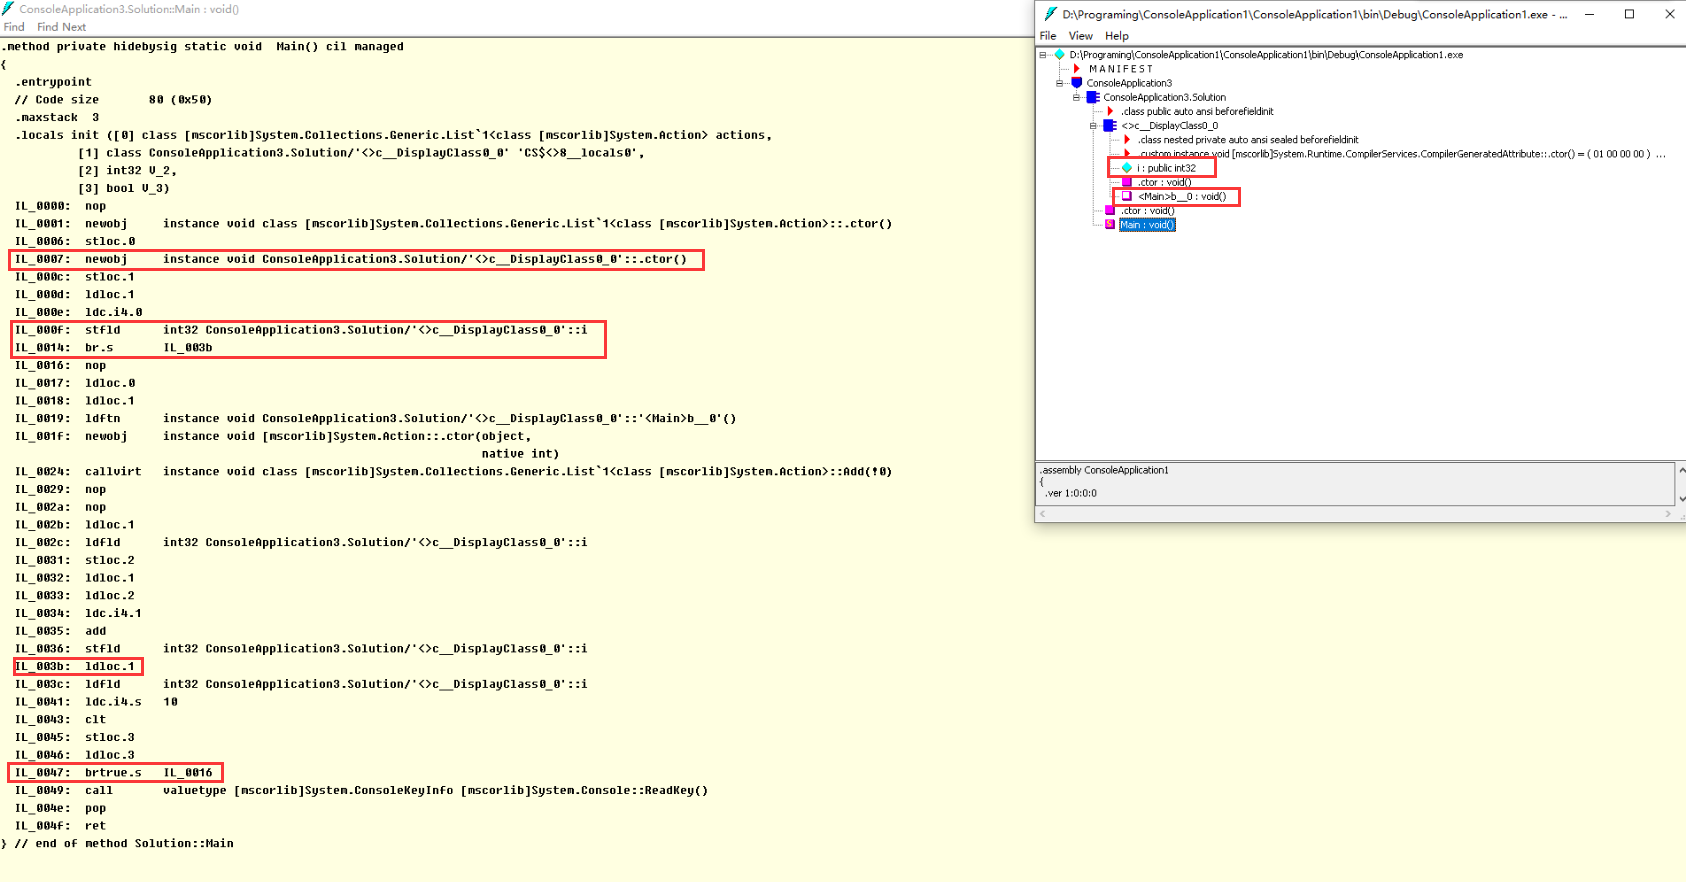 ConsoleApplication3.Solution::Main : void()
Find Find Next
.method private hidebysig static void  Main() cil managed
{
  .entrypoint
  // Code size       80 (0x50)
  .maxstack  3
  .locals init ([0] class [mscorlib]System.Collections.Generic.List`1<class [mscorlib]System.Action> actions,
           [1] class ConsoleApplication3.Solution/'<>c__DisplayClass0_0' 'CS$<>8__locals0',
           [2] int32 V_2,
           [3] bool V_3)
  IL_0000:  nop
  IL_0001:  newobj     instance void class [mscorlib]System.Collections.Generic.List`1<class [mscorlib]System.Action>::.ctor()
  IL_0006:  stloc.0
  IL_0007:  newobj     instance void ConsoleApplication3.Solution/'<>c__DisplayClass0_0'::.ctor()
  IL_000c:  stloc.1
  IL_000d:  ldloc.1
  IL_000e:  ldc.i4.0
  IL_000f:  stfld      int32 ConsoleApplication3.Solution/'<>c__DisplayClass0_0'::i
  IL_0014:  br.s       IL_003b
  IL_0016:  nop
  IL_0017:  ldloc.0
  IL_0018:  ldloc.1
  IL_0019:  ldftn      instance void ConsoleApplication3.Solution/'<>c__DisplayClass0_0'::'<Main>b__0'()
  IL_001f:  newobj     instance void [mscorlib]System.Action::.ctor(object,
                                                                  native int)
  IL_0024:  callvirt   instance void class [mscorlib]System.Collections.Generic.List`1<class [mscorlib]System.Action>::Add(!0)
  IL_0029:  nop
  IL_002a:  nop
  IL_002b:  ldloc.1
  IL_002c:  ldfld      int32 ConsoleApplication3.Solution/'<>c__DisplayClass0_0'::i
  IL_0031:  stloc.2
  IL_0032:  ldloc.1
  IL_0033:  ldloc.2
  IL_0034:  ldc.i4.1
  IL_0035:  add
  IL_0036:  stfld      int32 ConsoleApplication3.Solution/'<>c__DisplayClass0_0'::i
  IL_003b:  ldloc.1
  IL_003c:  ldfld      int32 ConsoleApplication3.Solution/'<>c__DisplayClass0_0'::i
  IL_0041:  ldc.i4.s   10
  IL_0043:  clt
  IL_0045:  stloc.3
  IL_0046:  ldloc.3
  IL_0047:  brtrue.s   IL_0016
  IL_0049:  call       valuetype [mscorlib]System.ConsoleKeyInfo [mscorlib]System.Console::ReadKey()
  IL_004e:  pop
  IL_004f:  ret
} // end of method Solution::Main
D:\Programing\ConsoleApplication1\ConsoleApplication1\bin\Debug\ConsoleApplication1.exe - ...
File View Help
D:\Programing\ConsoleApplication1\ConsoleApplication1\bin\Debug\ConsoleApplication1.exe
M A N I F E S T
ConsoleApplication3
ConsoleApplication3.Solution
.class public auto ansi beforefieldinit
<>c__DisplayClass0_0
.class nested private auto ansi sealed beforefieldinit
.custom instance void [mscorlib]System.Runtime.CompilerServices.CompilerGeneratedAttribute::.ctor() = ( 01 00 00 00 ) ...
i : public int32
.ctor : void()
<Main>b__0 : void()
.ctor : void()
Main : void()
.assembly ConsoleApplication1
{
.ver 1:0:0:0